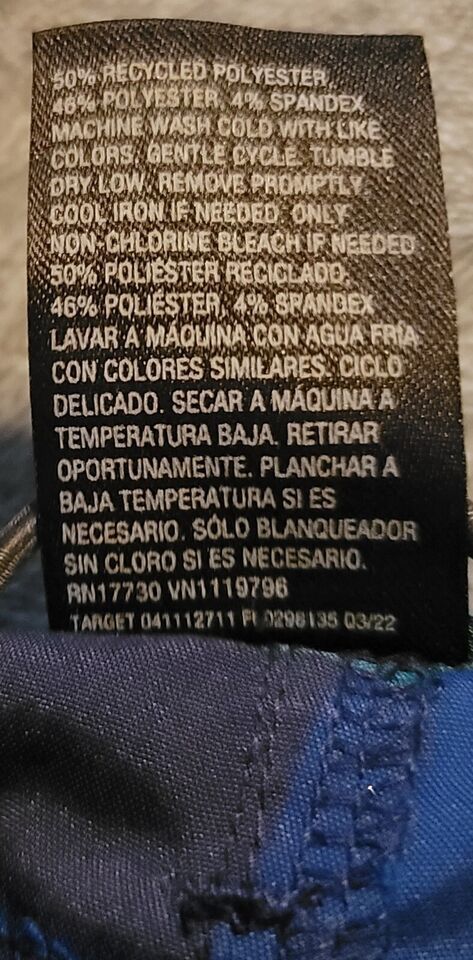 50% RECYCLED POLYESTER,
46% POLYESTER, 4% SPANDEX
MACHINE WASH COLD WITH LIKE
COLORS. GENTLE CYCLE. TUMBLE
DRY LOW. REMOVE PROMPTLY.
COOL IRON IF NEEDED. ONLY
NON-CHLORINE BLEACH IF NEEDED
50% POLIÉSTER RECICLADO,
46% POLIÉSTER, 4% SPANDEX
LAVAR A MÁQUINA CON AGUA FRÍA
CON COLORES SIMILARES. CICLO
DELICADO. SECAR A MÁQUINA A
TEMPERATURA BAJA. RETIRAR
OPORTUNAMENTE. PLANCHAR A
BAJA TEMPERATURA SI ES
NECESARIO. SÓLO BLANQUEADOR
SIN CLORO SI ES NECESARIO.
RN17730 VN1119796
TARGET 041112711 0296135 03/22